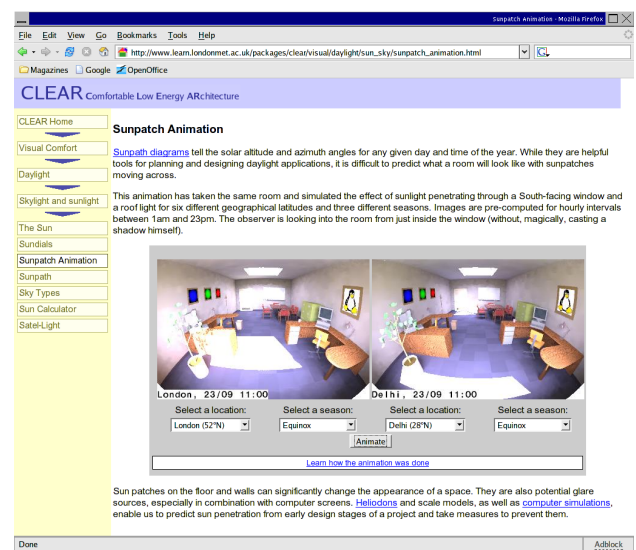 Sunpatch Animation - Mozilla Firefox
File Edit View Go Bookmarks Tools Help
http://www.learn.londonmet.ac.uk/packages/clear/visual/daylight/sun_sky/sunpatch_animation.html
G
Magazines Google OpenOffice
CLEAR Comfortable Low Energy ARchitecture
CLEAR Home
Visual Comfort
Daylight
Skylight and sunlight
The Sun
Sundials
Sunpatch Animation
Sunpath
Sky Types
Sun Calculator
Satel-Light
Sunpatch Animation
Sunpath diagrams tell the solar altitude and azimuth angles for any given day and time of the year. While they are helpful
tools for planning and designing daylight applications, it is difficult to predict what a room will look like with sunpatches
moving across.
This animation has taken the same room and simulated the effect of sunlight penetrating through a South-facing window and
a roof light for six different geographical latitudes and three different seasons. Images are pre-computed for hourly intervals
between 1am and 23pm. The observer is looking into the room from just inside the window (without, magically, casting a
shadow himself).
London, 23/09 11:00 Delhi, 23/09 11:00
Select a location: Select a season: Select a location: Select a season:
London (52°N) Equinox Delhi (28°N) Equinox
Animate
Learn how the animation was done
Sun patches on the floor and walls can significantly change the appearance of a space. They are also potential glare
sources, especially in combination with computer screens. Heliodons and scale models, as well as computer simulations,
enable us to predict sun penetration from early design stages of a project and take measures to prevent them.
Done Adblock